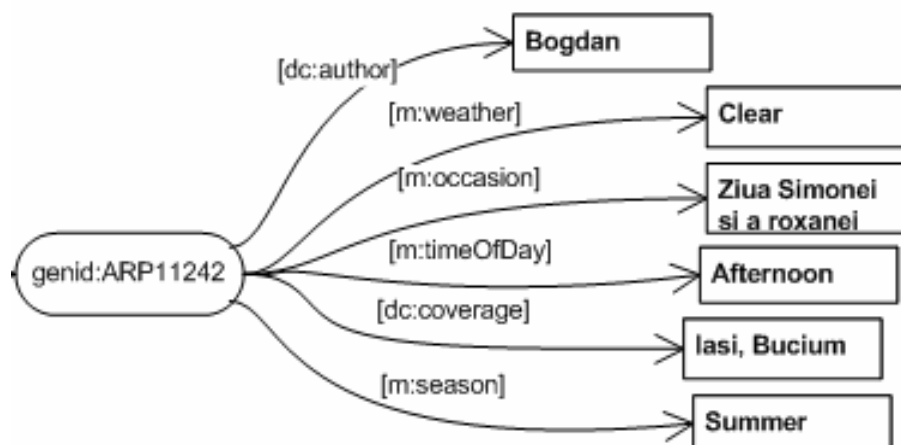 Bogdan
[dc:author]
[m:weather]
Clear
[m:occasion]
Ziua Simonei
si a roxanei
genid:ARP11242
[m:timeOfDay]
Afternoon
[dc:coverage]
Iasi, Bucium
[m:season]
Summer